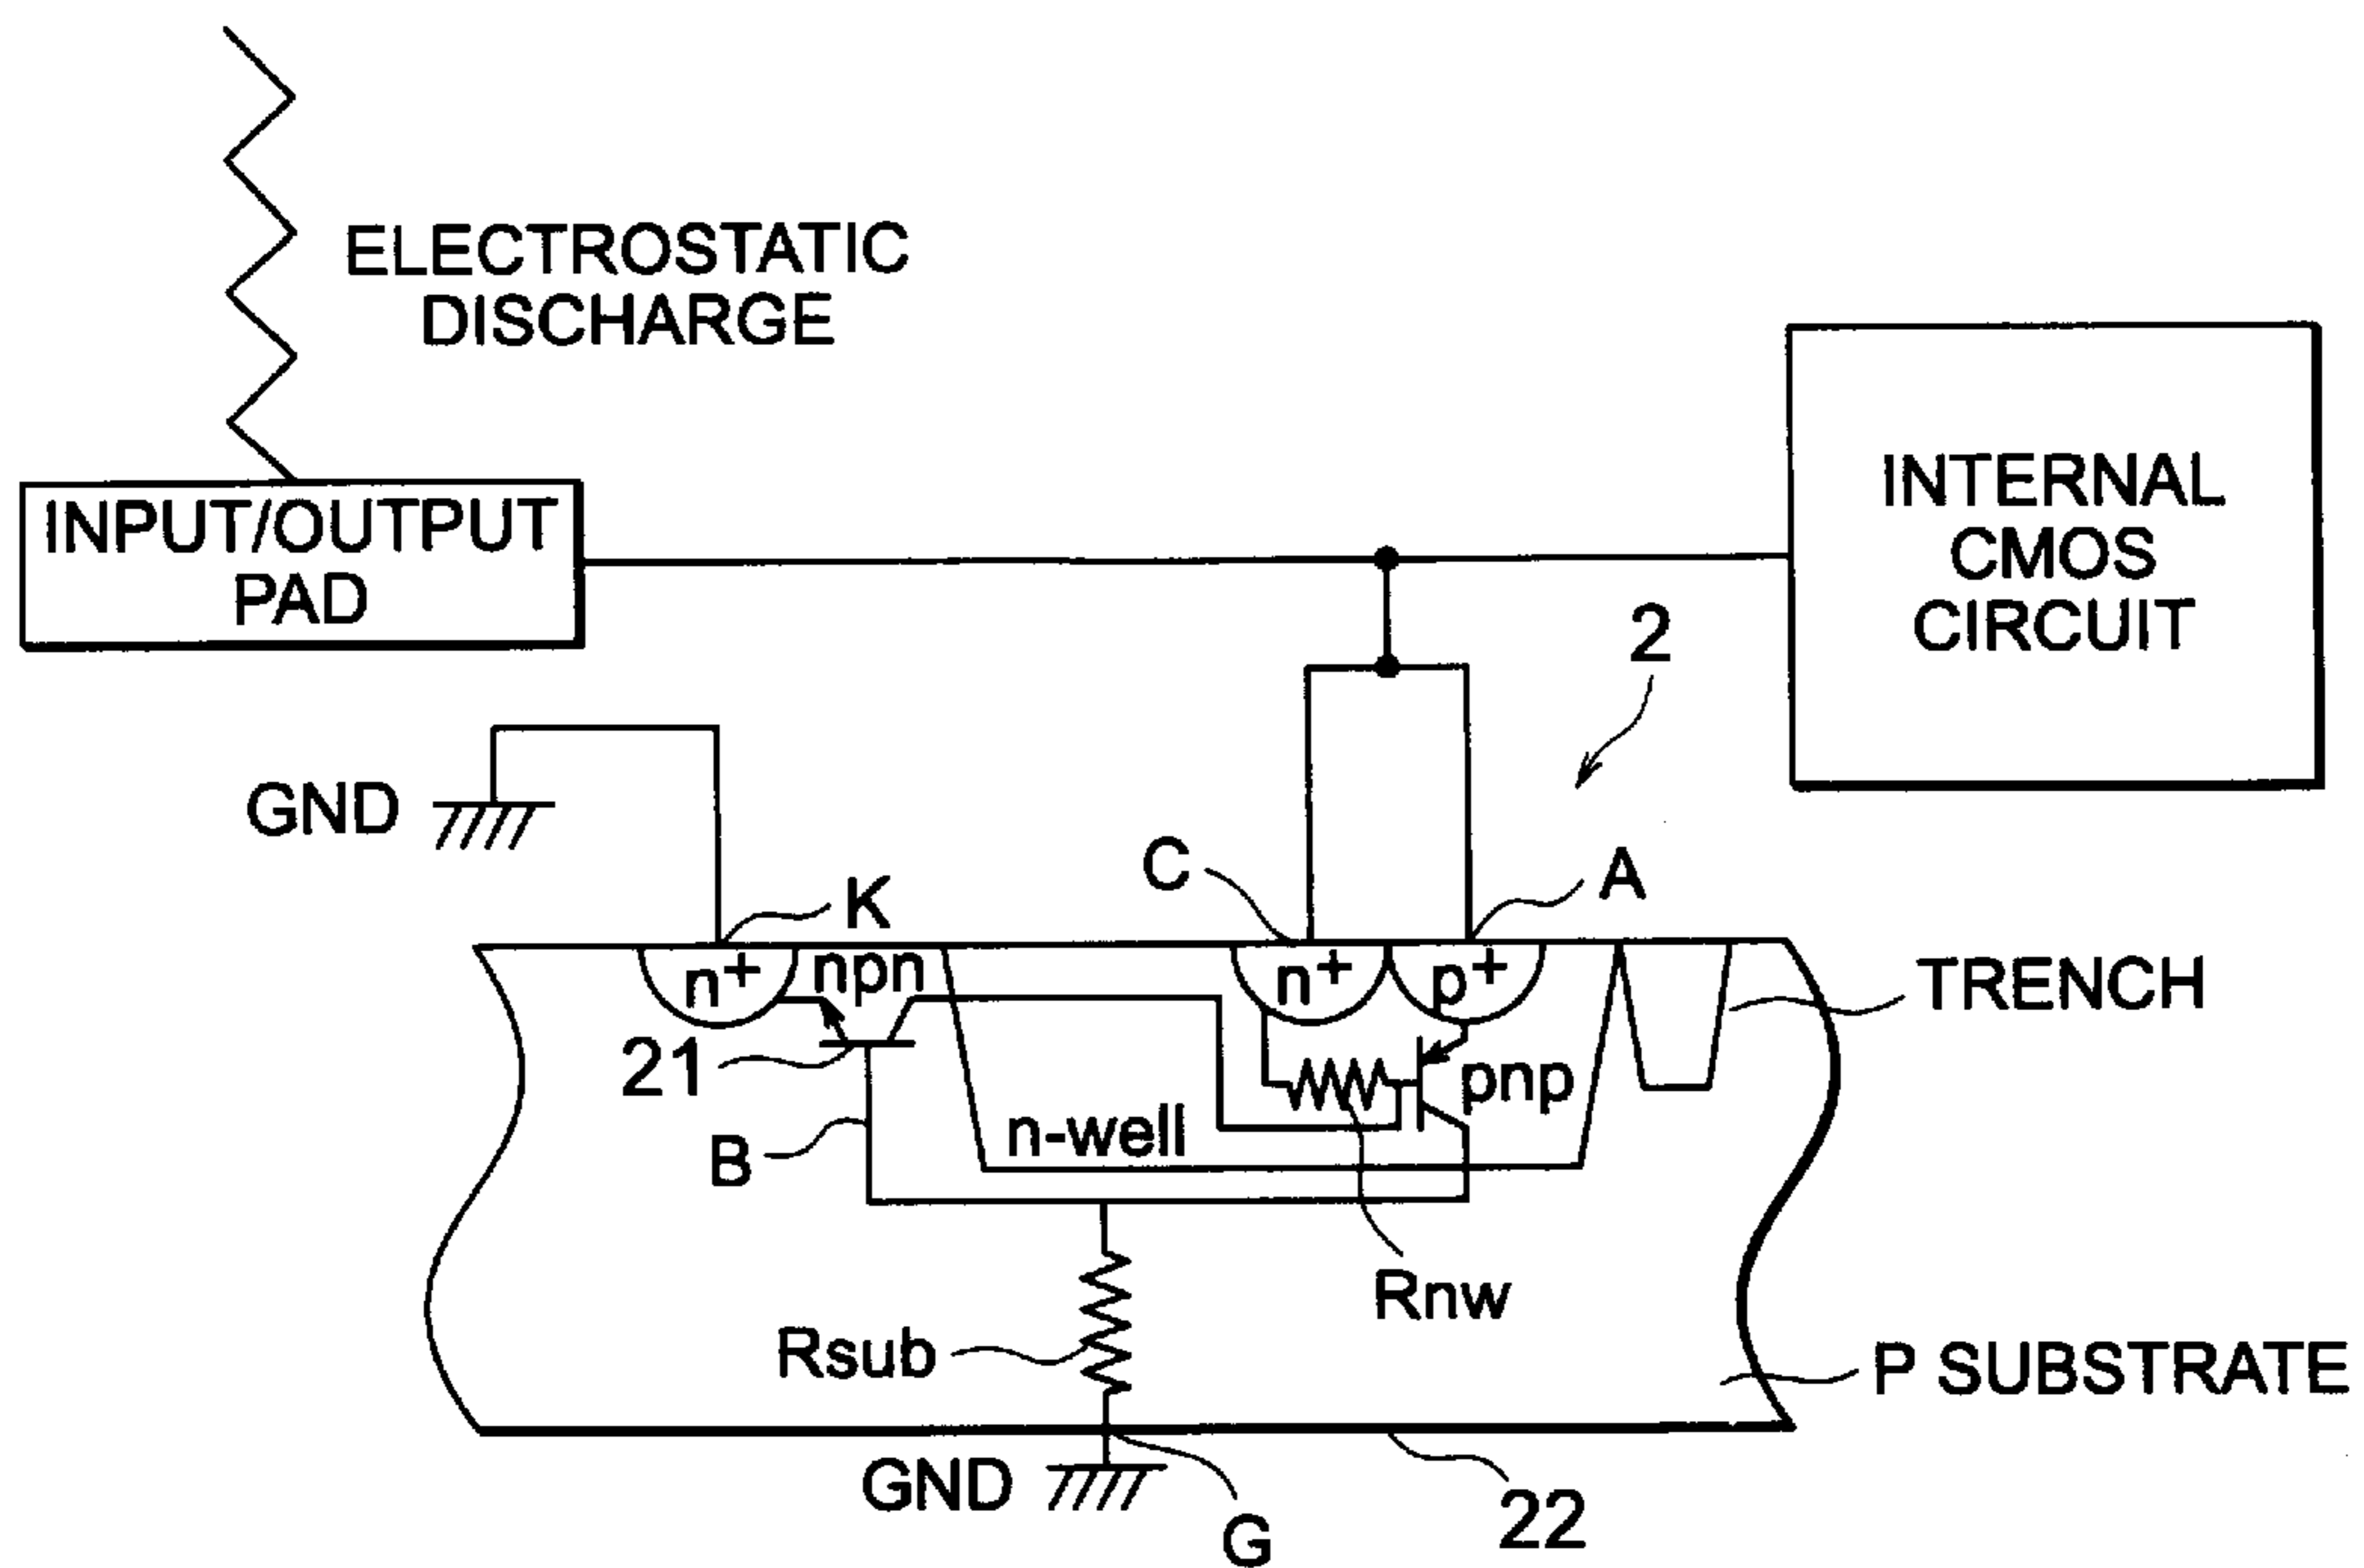 ELECTROSTATIC
DISCHARGE
INPUT/OUTPUT
PAD
INTERNAL
CMOS
CIRCUIT
2
GND
C
A
K
n+
npn
n+
p+
TRENCH
21
pnp
n-well
B
Rnw
Rsub
P SUBSTRATE
GND
G
22